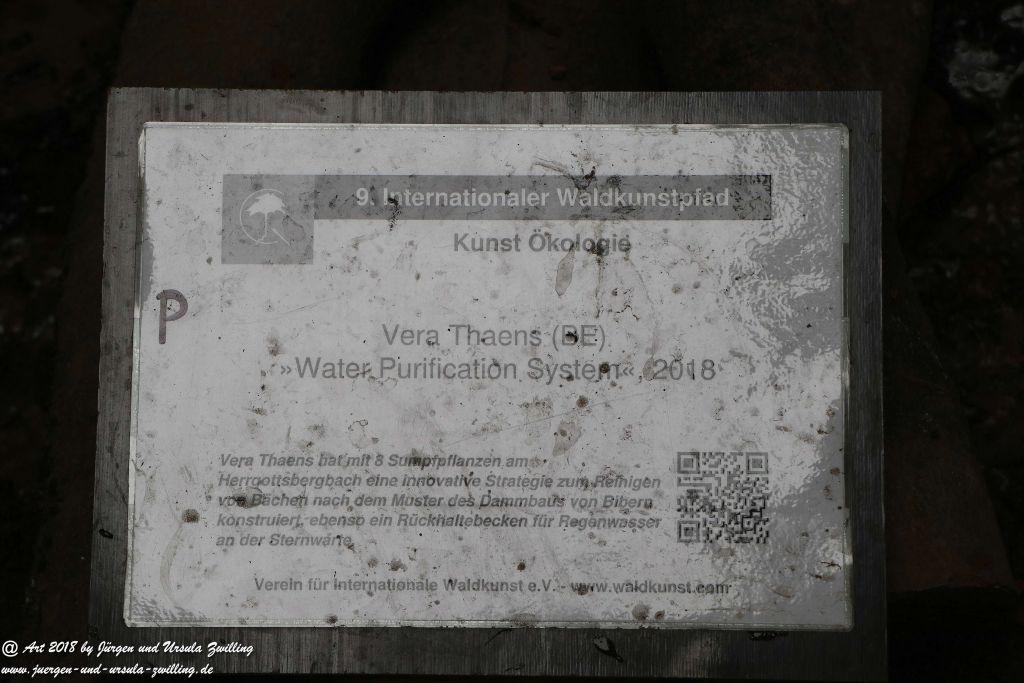 9. Internationaler Waldkunstpfad
Kunst Ökologie
P
Vera Thaens (BE)
»Water Purification System«, 2018
Vera Thaens hat mit 8 Sumpfpflanzen am
Herrgottsbergbach eine innovative Strategie zum Reinigen
von Bächen nach dem Muster des Dammbaus von Bibern
konstruiert, ebenso ein Rückhaltebecken für Regenwasser
an der Sternwarte.
Verein für Internationale Waldkunst e.V. - www.waldkunst.com
@ Art 2018 by Jürgen und Ursula Zwilling
www.juergen-und-ursula-zwilling.de